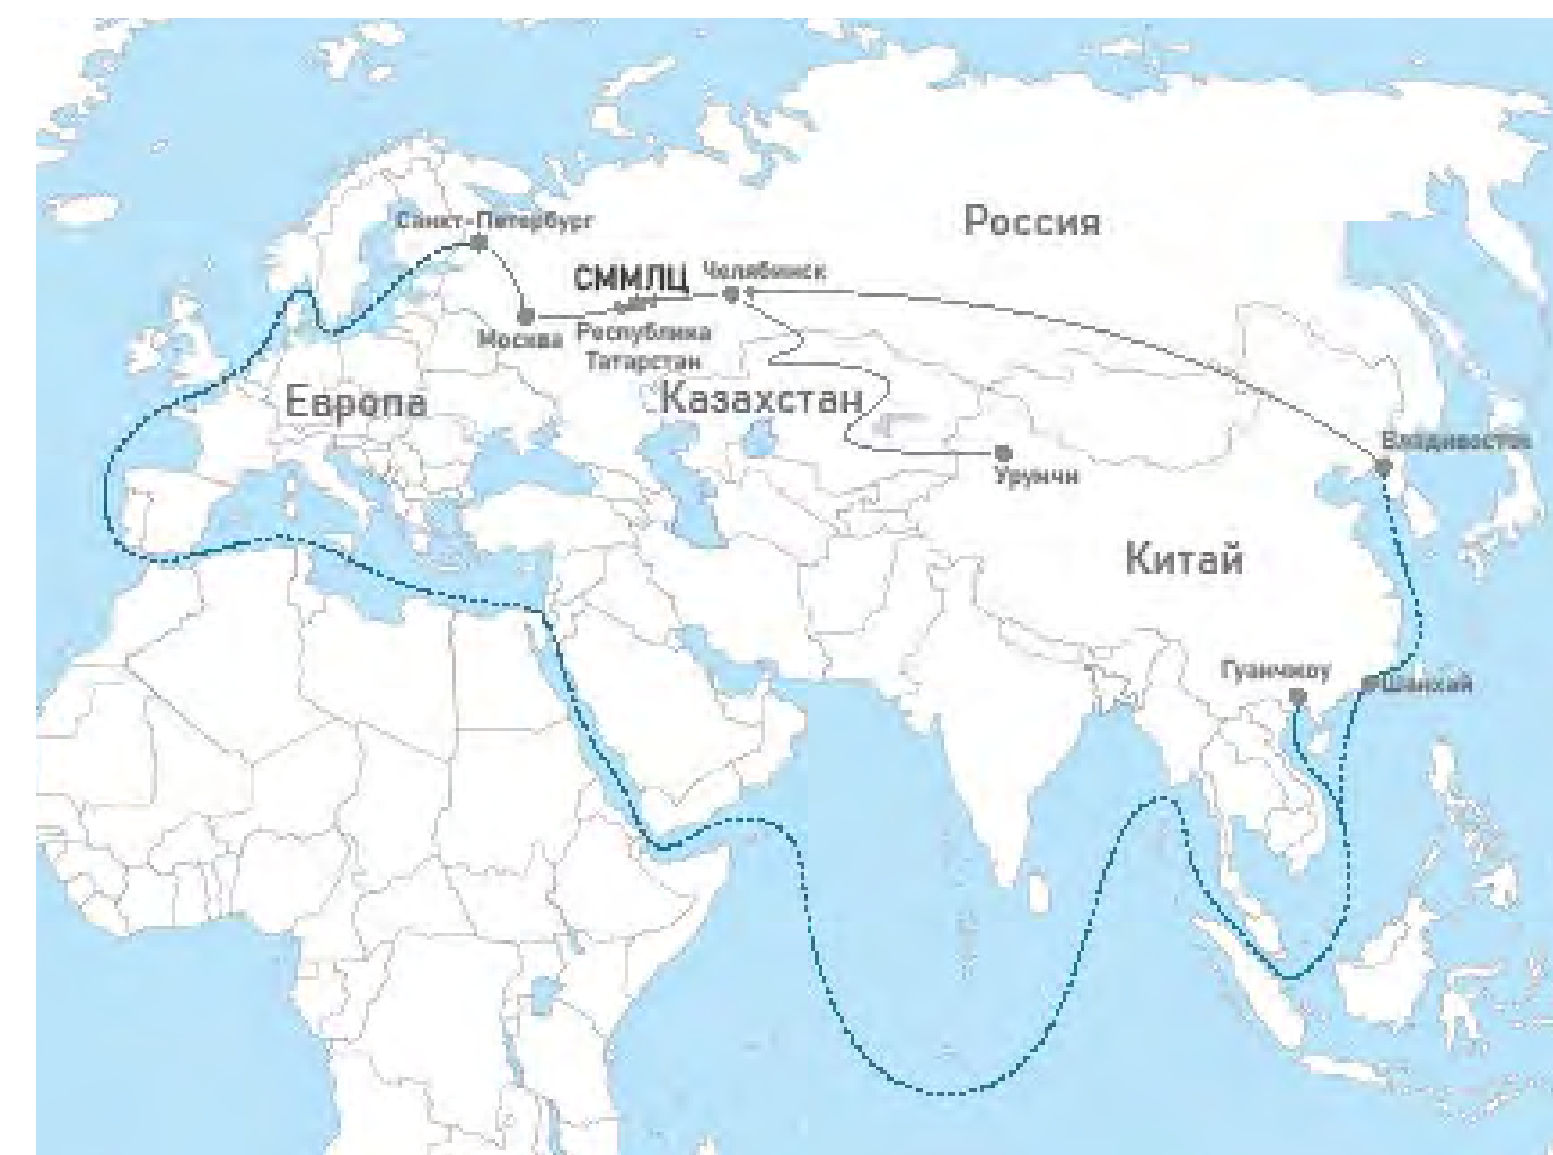 Россия
Санкт-Петербург
СММЛЦ
Челябинск
Москва
Республика
Татарстан
Европа
Казахстан
Владивосток
Урумчи
Китай
Гуанчжоу
Шанхай